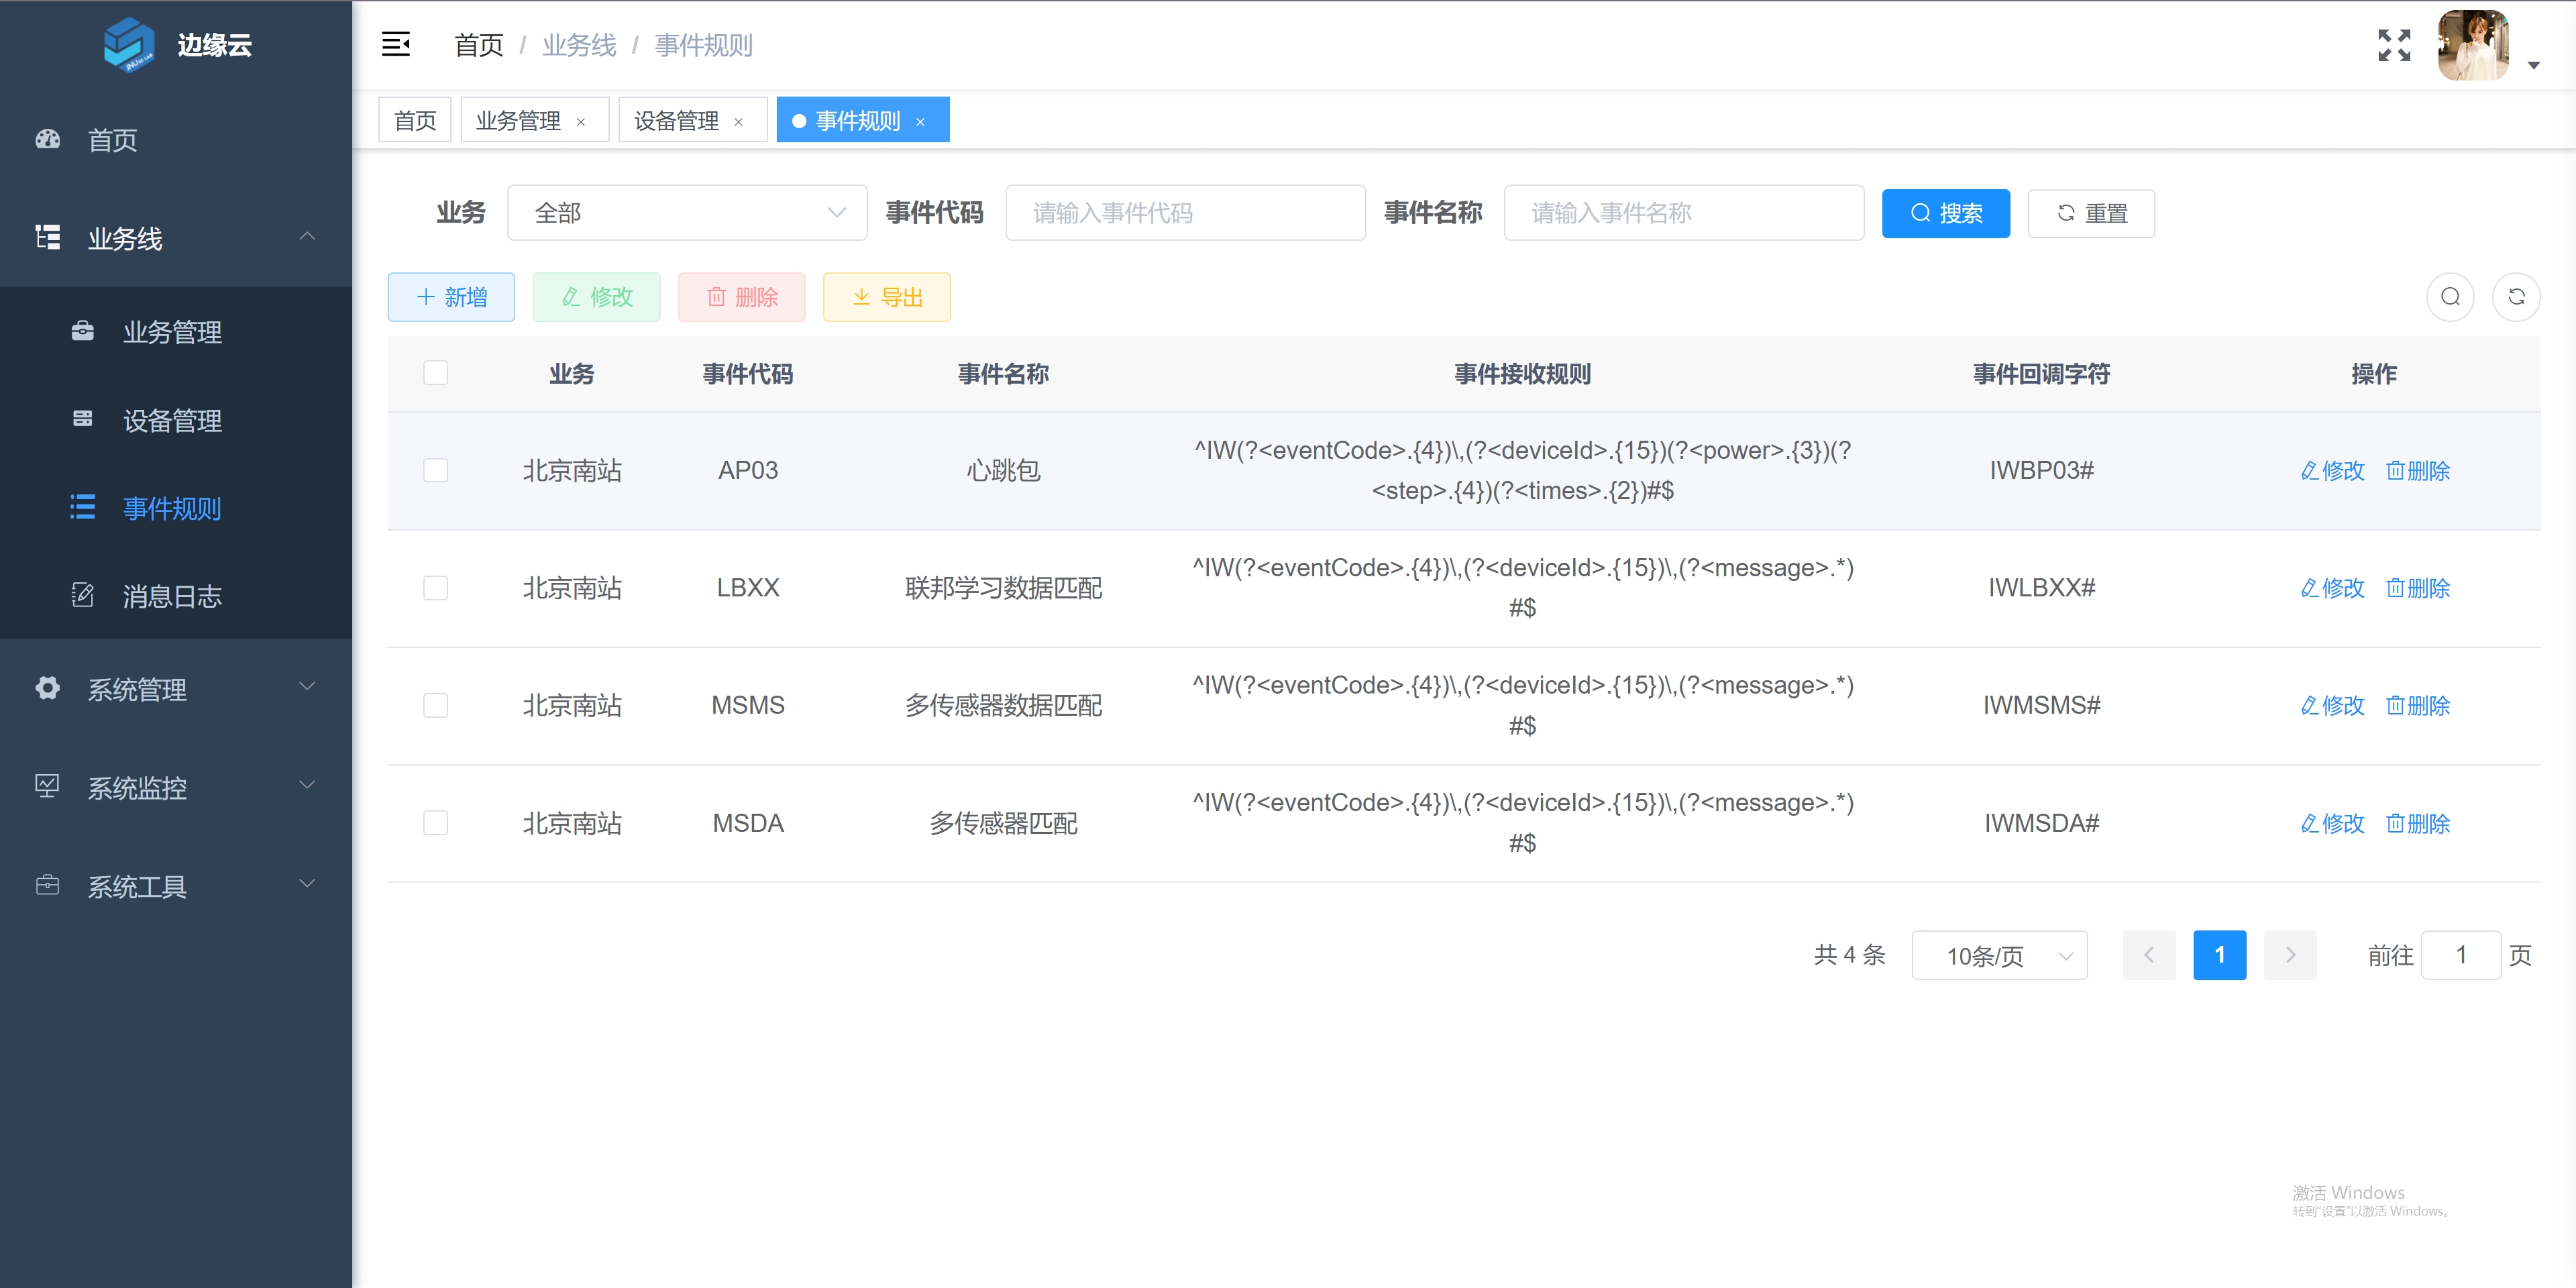 边缘云
首页
业务线
业务管理
设备管理
事件规则
消息日志
系统管理
系统监控
系统工具
首页 / 业务线 / 事件规则
首页 业务管理 × 设备管理 × 事件规则 ×
业务 全部 事件代码 请输入事件代码 事件名称 请输入事件名称 搜索 重置
新增 修改 删除 导出
业务 事件代码 事件名称 事件接收规则 事件回调字符 操作
北京南站 AP03 心跳包 ^IW(?<eventCode>.{4})\,(?<deviceId>.{15})(?<power>.{3})(? IWBP03# 修改 删除
<step>.{4})(?<times>.{2})#$
北京南站 LBXX 联邦学习数据匹配 ^IW(?<eventCode>.{4})\,(?<deviceId>.{15})\,(?<message>.*) IWLBXX# 修改 删除
#$
北京南站 MSMS 多传感器数据匹配 ^IW(?<eventCode>.{4})\,(?<deviceId>.{15})\,(?<message>.*) IWMSMS# 修改 删除
#$
北京南站 MSDA 多传感器匹配 ^IW(?<eventCode>.{4})\,(?<deviceId>.{15})\,(?<message>.*) IWMSDA# 修改 删除
#$
共 4 条 10条/页 1 前往 1 页
激活 Windows
转到"设置"以激活 Windows。